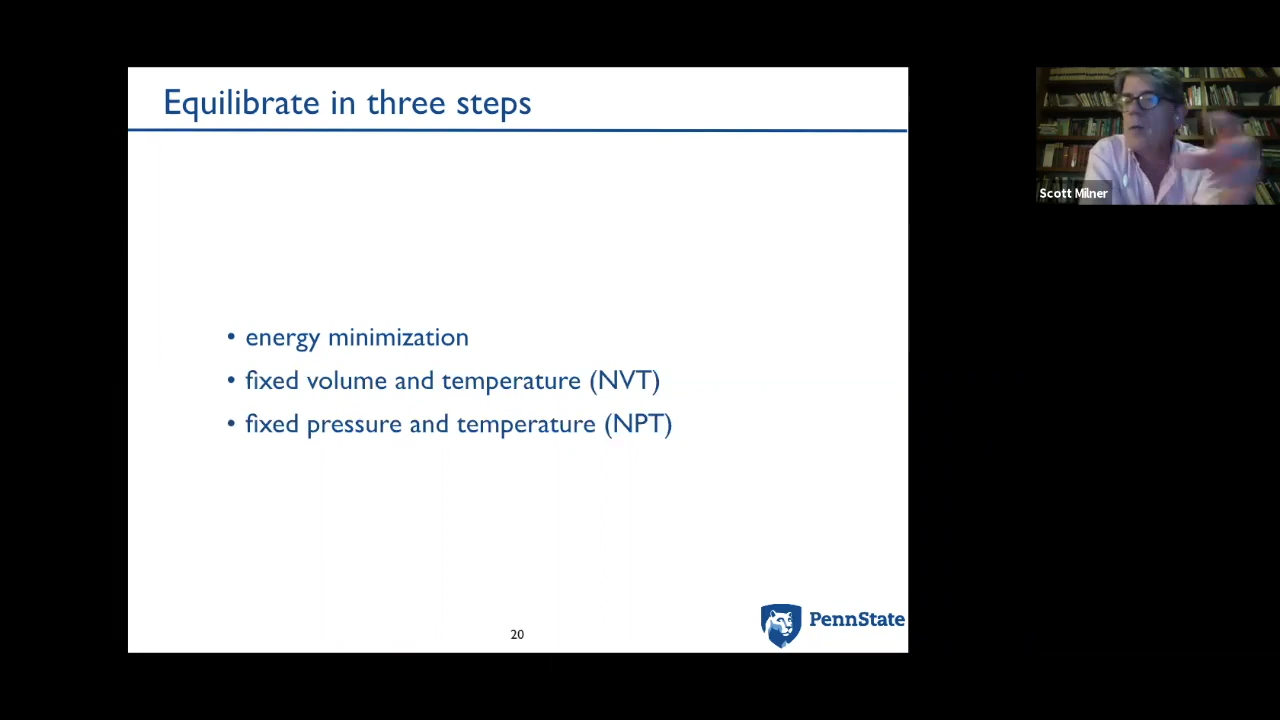 Equilibrate in three steps
Scott Milner
• energy minimization
• fixed volume and temperature (NVT)
• fixed pressure and temperature (NPT)
20
PennState